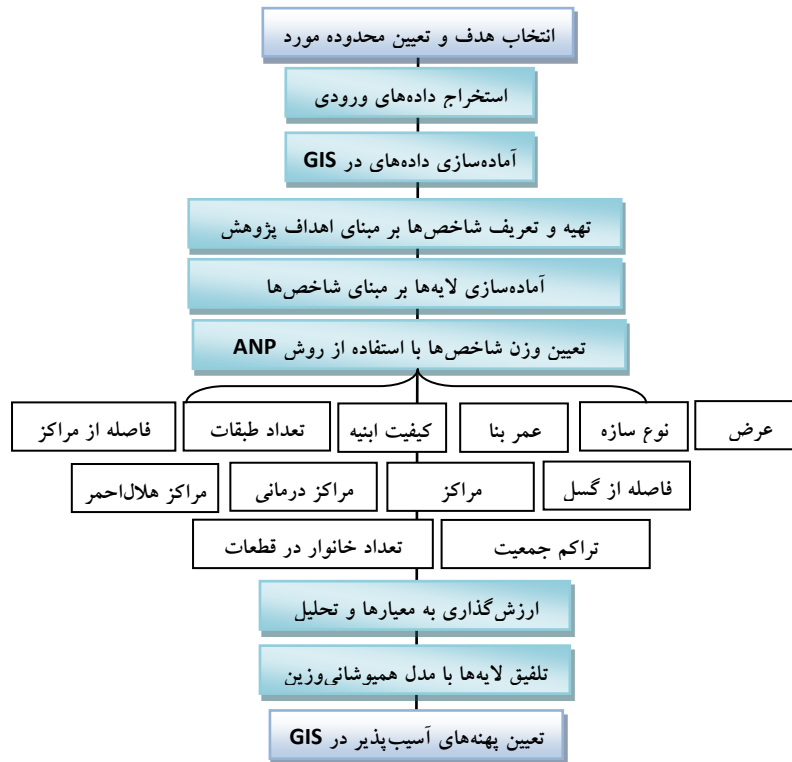 انتخاب هدف و تعیین محدوده مورد
استخراج داده‌های ورودی
آماده‌سازی داده‌های در GIS
تهیه و تعریف شاخص‌ها بر مبنای اهداف پژوهش
آماده‌سازی لایه‌ها بر مبنای شاخص‌ها
تعیین وزن شاخص‌ها با استفاده از روش ANP
عرض
نوع سازه
عمر بنا
کیفیت ابنیه
تعداد طبقات
فاصله از مراکز
فاصله از گسل
مراکز
مراکز درمانی
مراکز هلال‌احمر
تراکم جمعیت
تعداد خانوار در قطعات
ارزش‌گذاری به معیارها و تحلیل
تلفیق لایه‌ها با مدل همپوشانی‌وزین
تعیین پهنه‌های آسیب‌پذیر در GIS